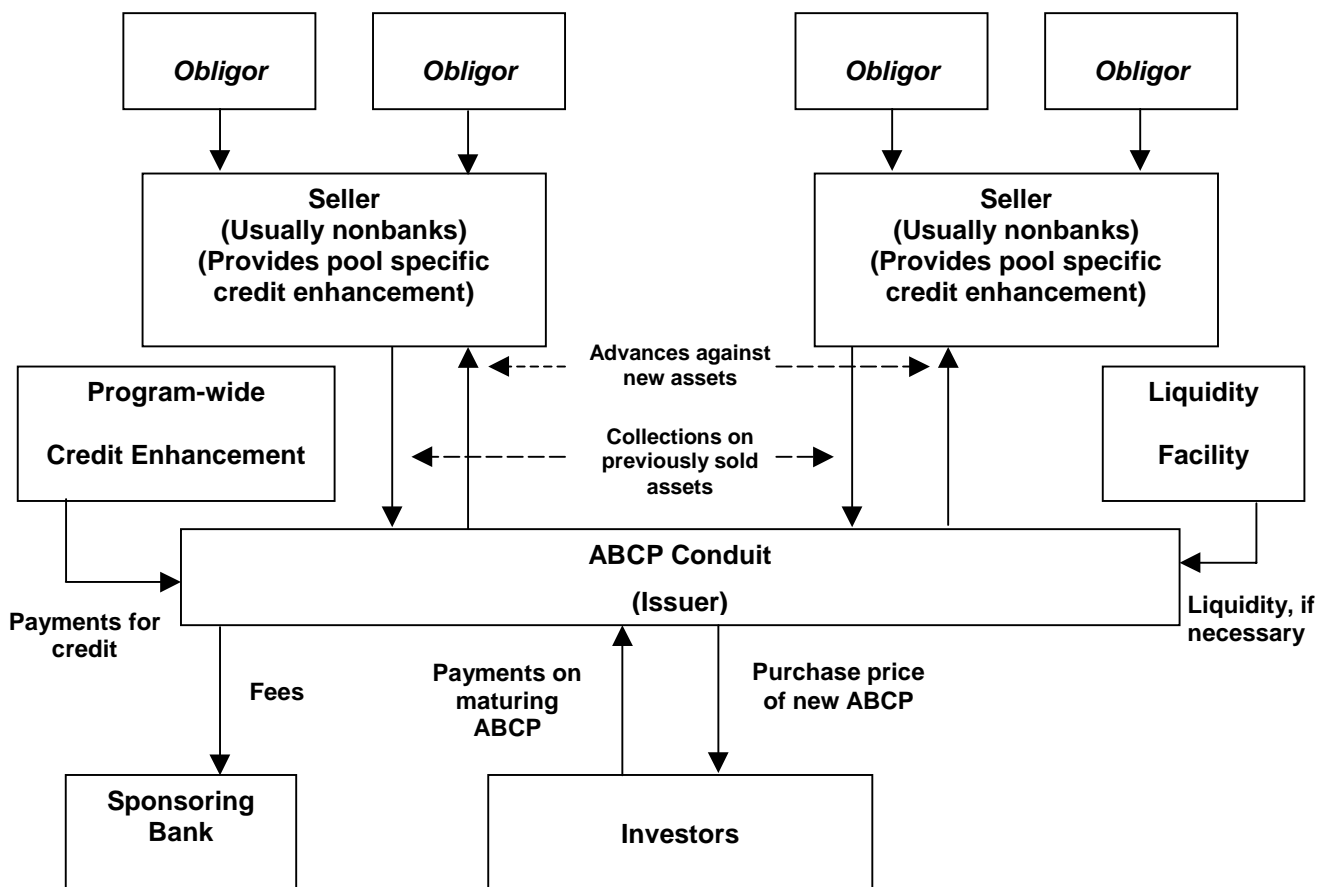 Obligor
Obligor
Obligor
Obligor
Seller
(Usually nonbanks)
(Provides pool specific
credit enhancement)
Seller
(Usually nonbanks)
(Provides pool specific
credit enhancement)
Advances against
new assets
Program-wide
Credit Enhancement
Liquidity
Facility
Collections on
previously sold
assets
ABCP Conduit
(Issuer)
Payments for
credit
Liquidity, if
necessary
Fees
Payments on
maturing
ABCP
Purchase price
of new ABCP
Sponsoring
Bank
Investors